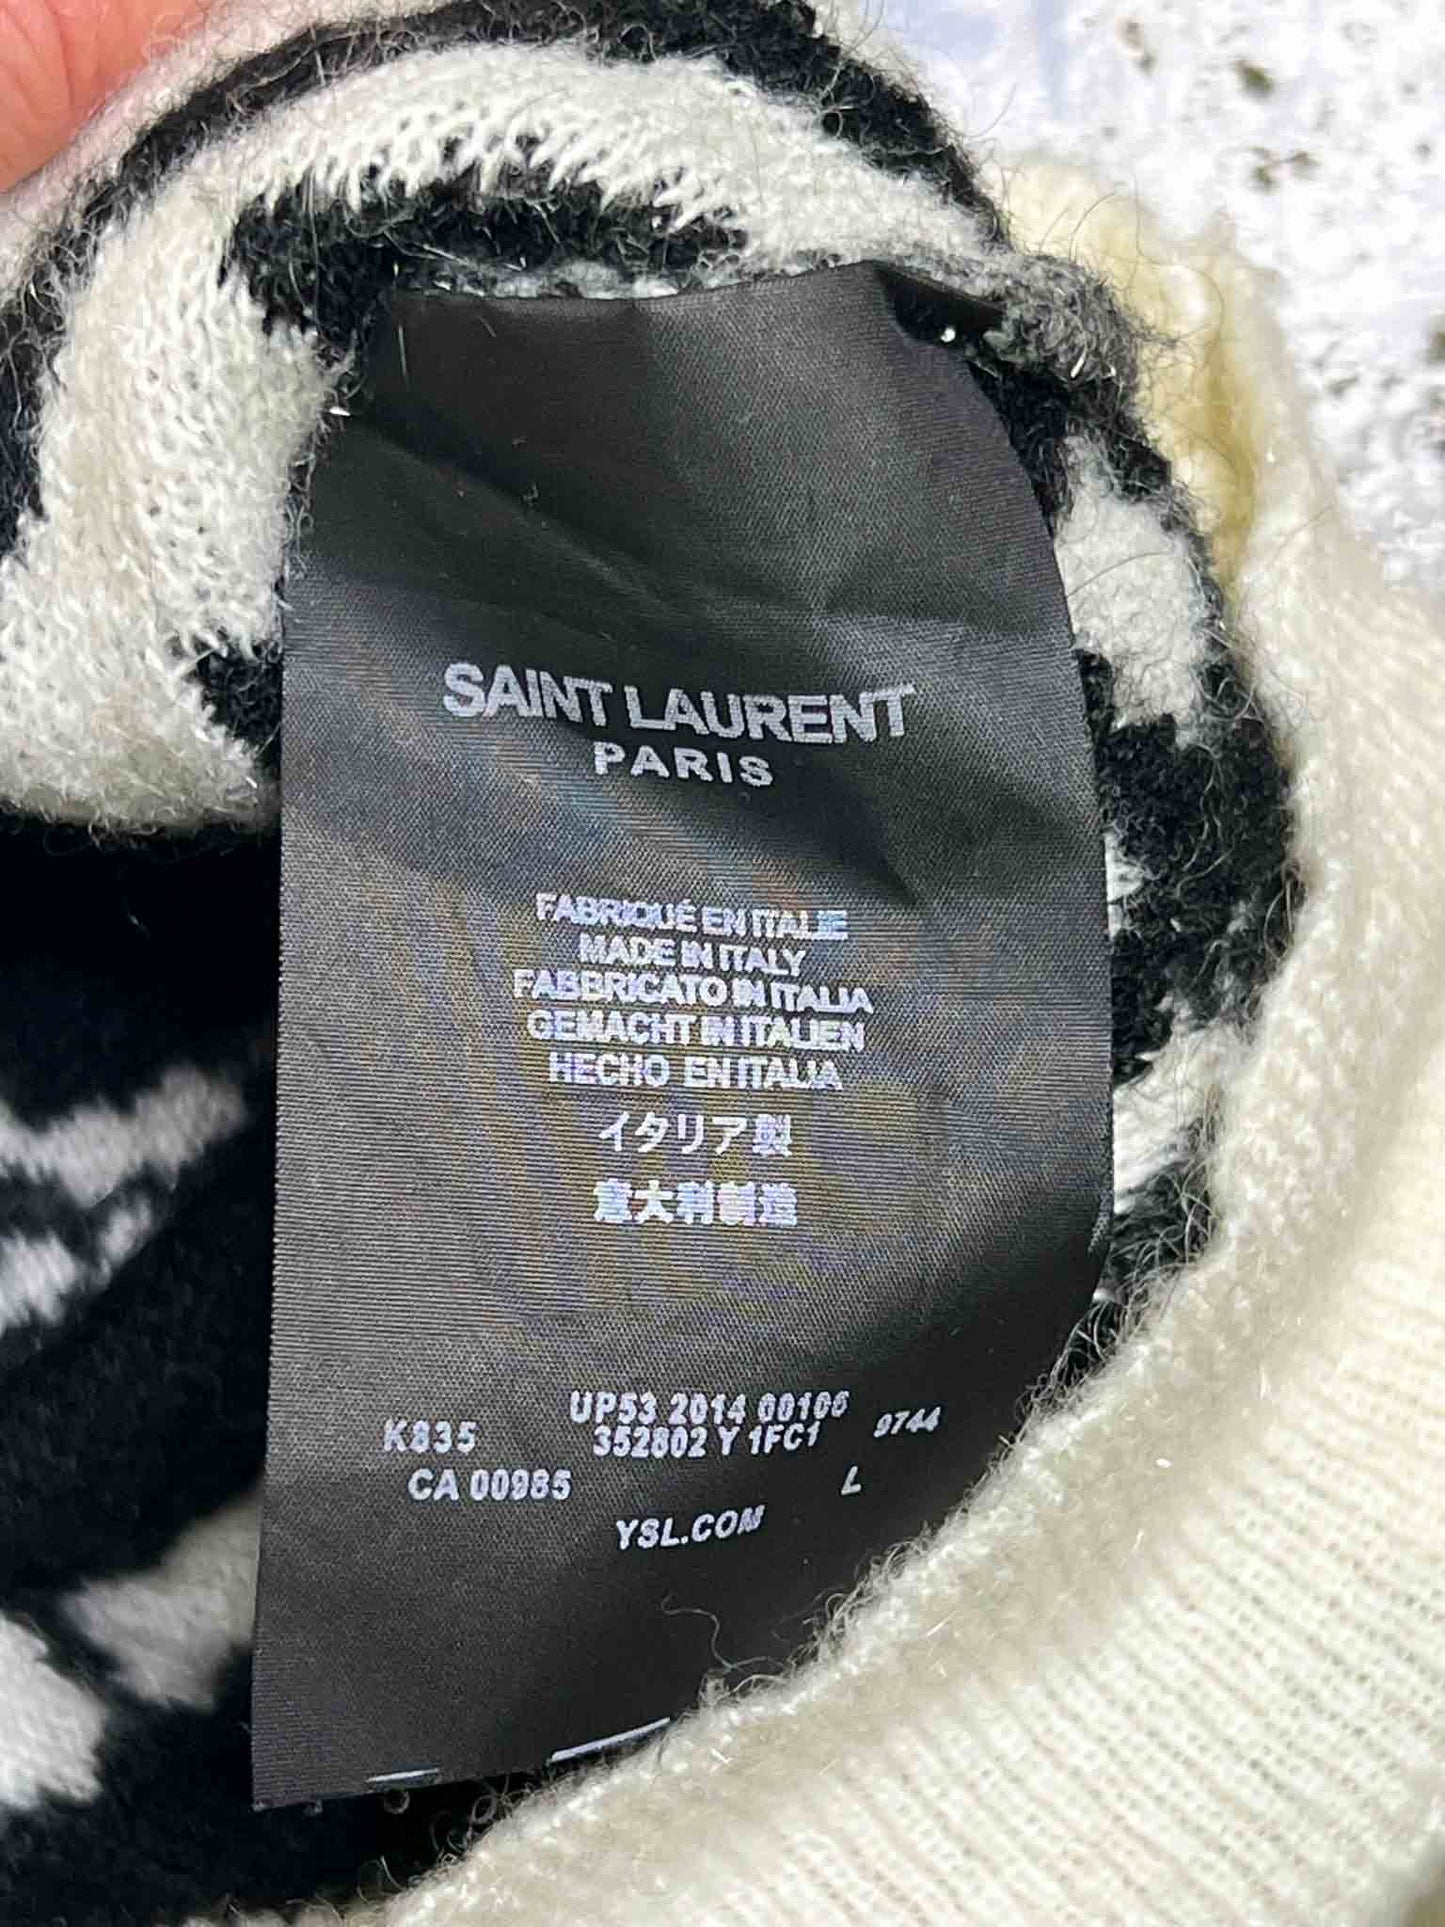 SAINT LAURENT
PARIS
FABRIQUÉ EN ITALIE
MADE IN ITALY
FABBRICATO IN ITALIA
GEMACHT IN ITALIEN
HECHO EN ITALIA
イタリア製
意大利制造
UP53 2014 00106
K835 352802 Y 1FC1 9744
CA 00985 L
YSL.COM